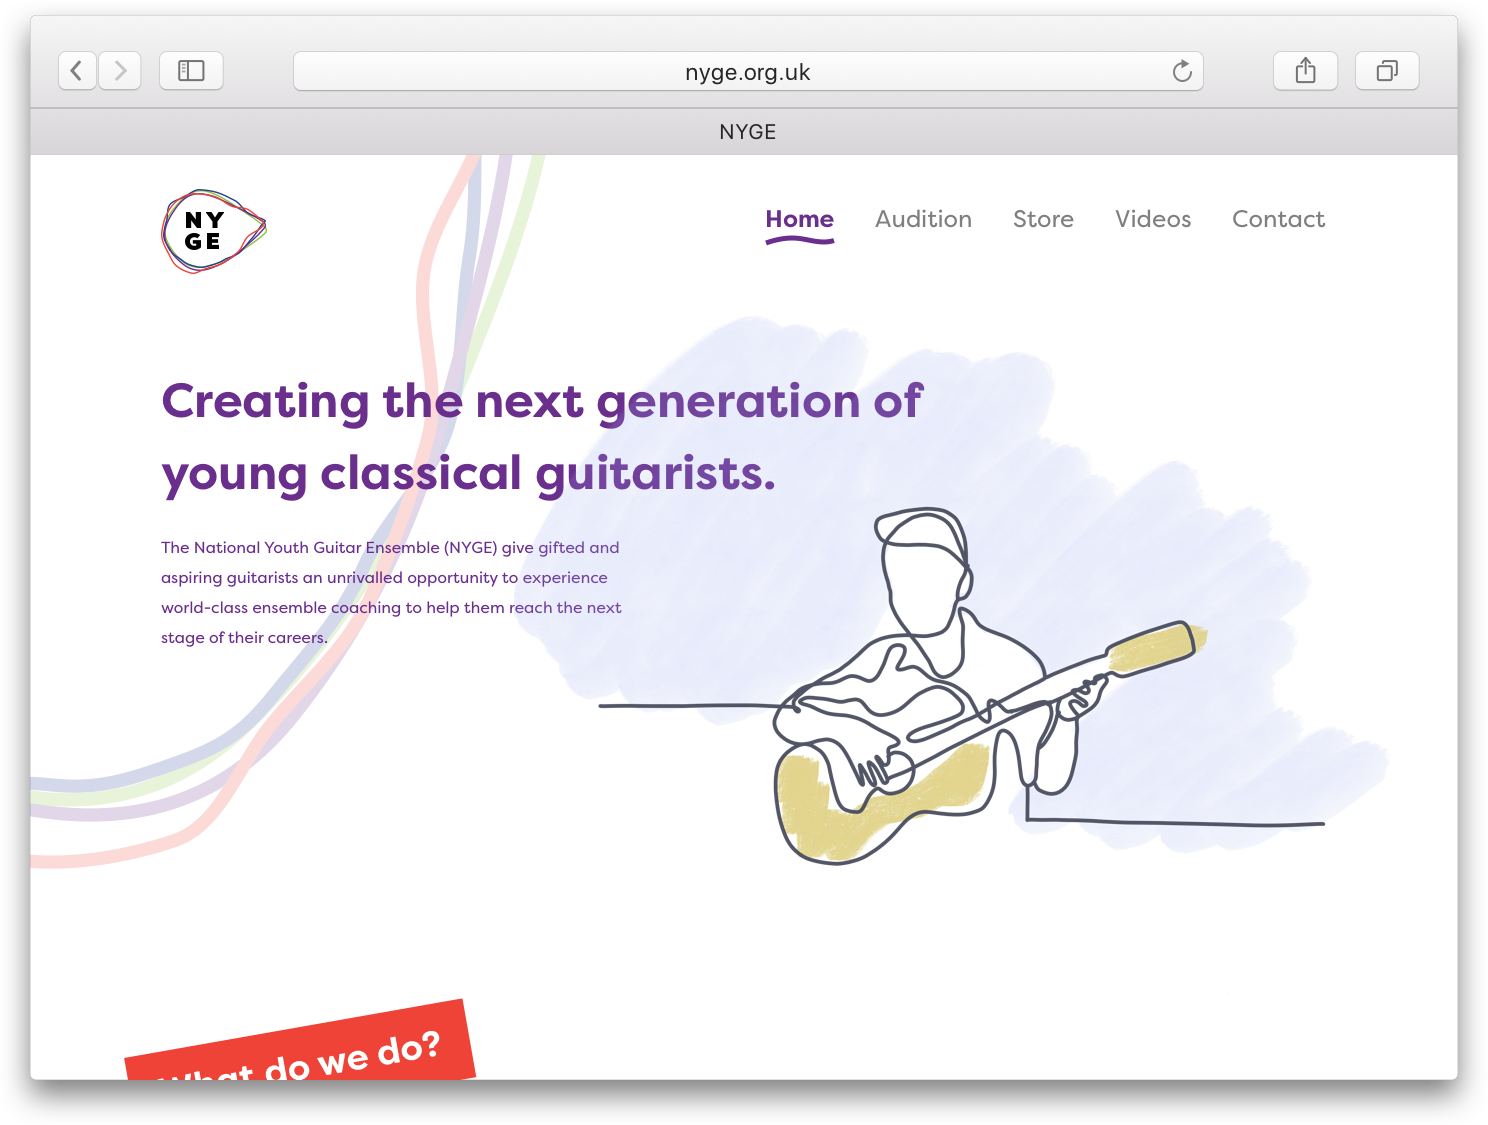 nyge.org.uk
NYGE
NY
GE
Home Audition Store Videos Contact
Creating the next generation of
young classical guitarists.
The National Youth Guitar Ensemble (NYGE) give gifted and
aspiring guitarists an unrivalled opportunity to experience
world-class ensemble coaching to help them reach the next
stage of their careers.
What do we do?